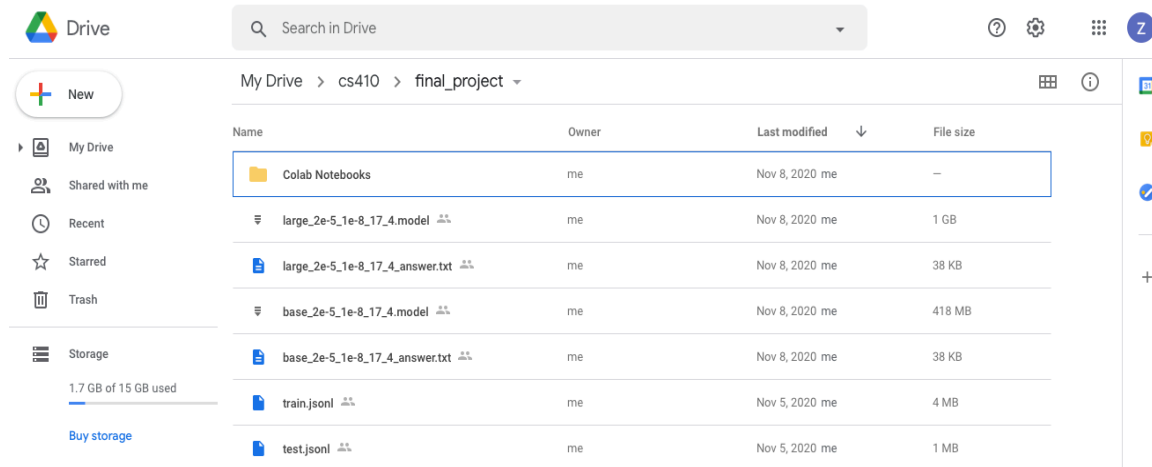 Drive
Search in Drive
Z
New
My Drive > cs410 > final_project
31
Name Owner Last modified File size
My Drive
Colab Notebooks me Nov 8, 2020 me –
Shared with me
large_2e-5_1e-8_17_4.model me Nov 8, 2020 me 1 GB
Recent
large_2e-5_1e-8_17_4_answer.txt me Nov 8, 2020 me 38 KB
Starred
Trash
base_2e-5_1e-8_17_4.model me Nov 8, 2020 me 418 MB
Storage
base_2e-5_1e-8_17_4_answer.txt me Nov 8, 2020 me 38 KB
1.7 GB of 15 GB used
train.jsonl me Nov 5, 2020 me 4 MB
Buy storage
test.jsonl me Nov 5, 2020 me 1 MB